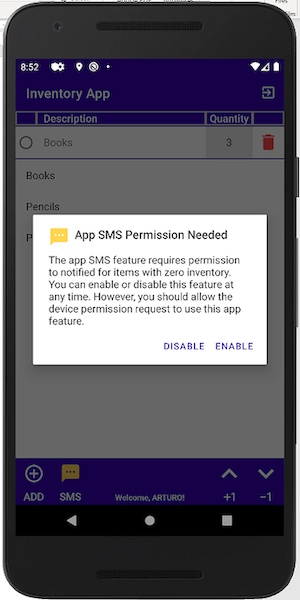 8:52
Inventory App
Description Quantity
Books 3
Books
Pencils
App SMS Permission Needed
The app SMS feature requires permission
to notified for items with zero inventory.
You can enable or disable this feature at
any time. However, you should allow the
device permission request to use this app
feature.
DISABLE ENABLE
ADD SMS Welcome, ARTURO! +1 −1